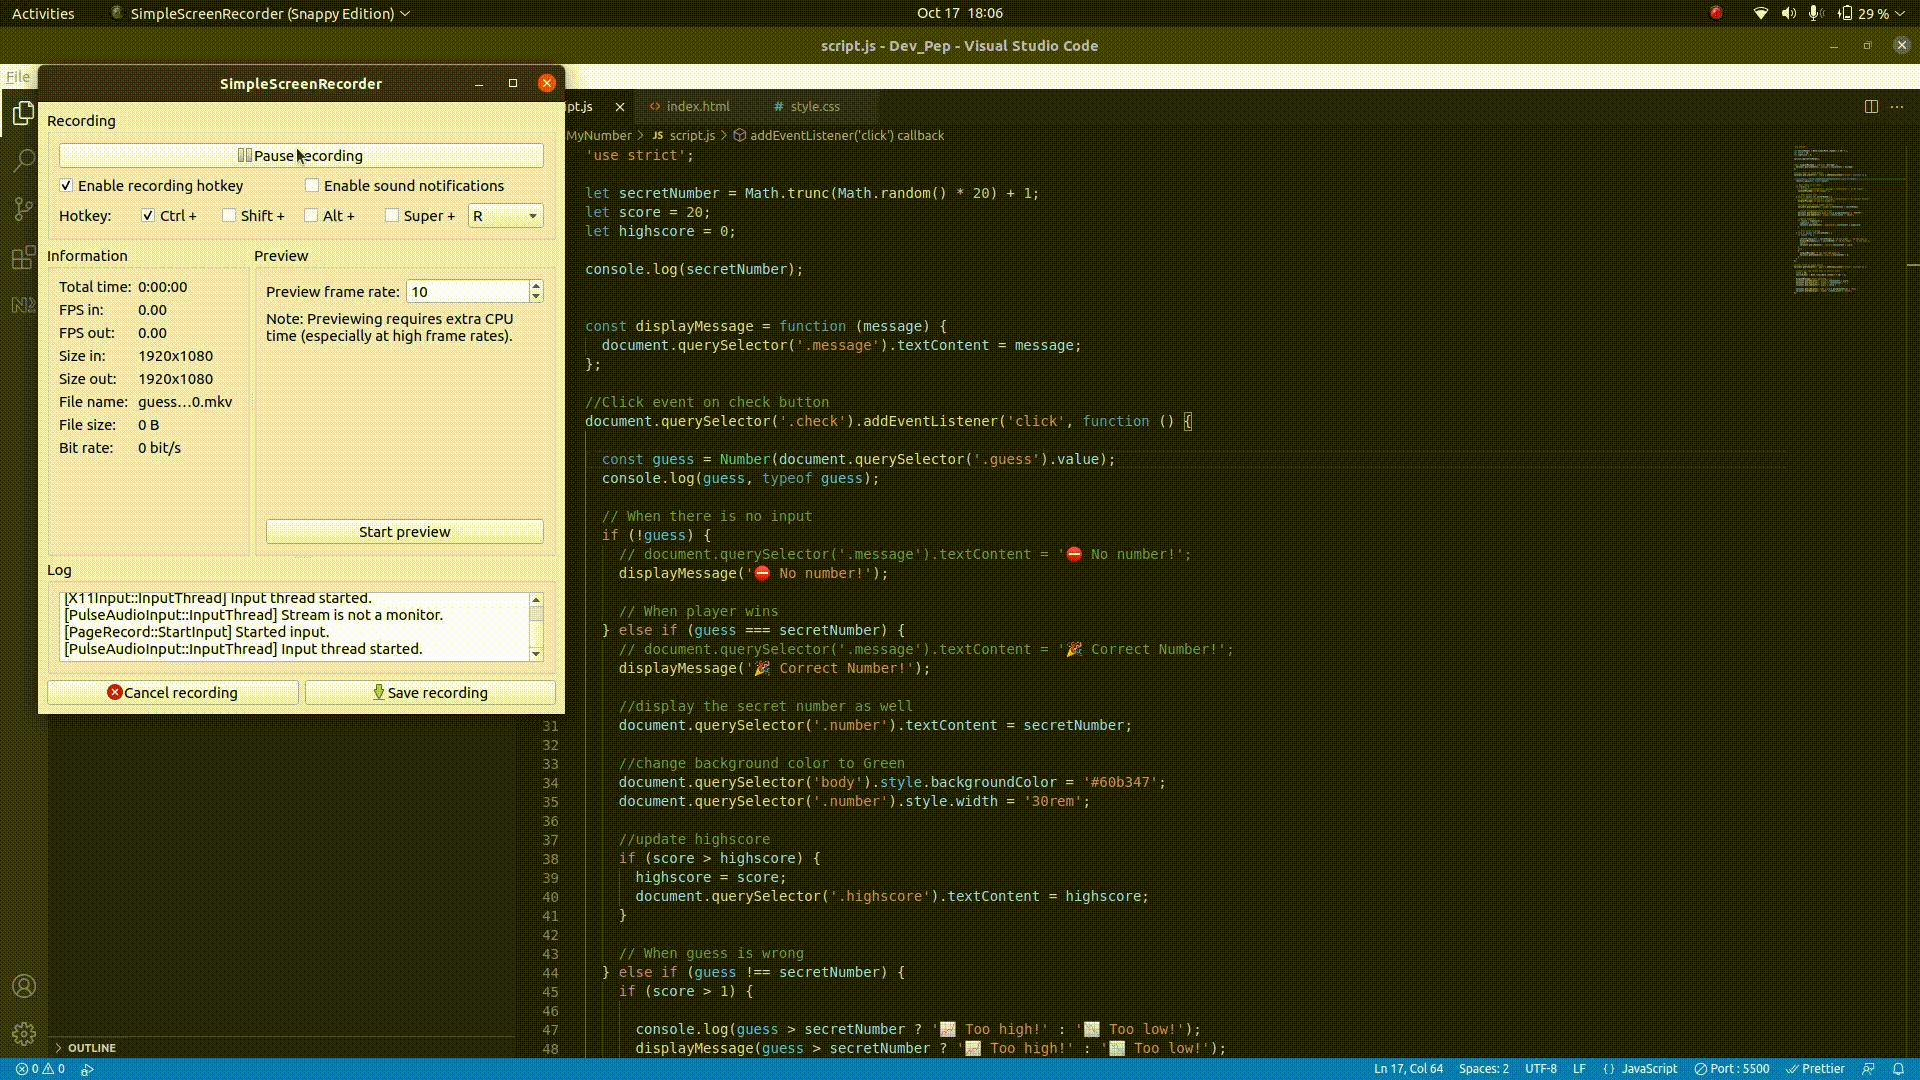 Activities
SimpleScreenRecorder (Snappy Edition)
Oct 17 18:06
29 %
script.js - Dev_Pep - Visual Studio Code
File
SimpleScreenRecorder
Recording
Pause recording
Enable recording hotkey
Enable sound notifications
Hotkey: Ctrl + Shift + Alt + Super + R
Information
Total time: 0:00:00
FPS in: 0.00
FPS out: 0.00
Size in: 1920x1080
Size out: 1920x1080
File name: guess...0.mkv
File size: 0 B
Bit rate: 0 bit/s
Preview
Preview frame rate: 10
Note: Previewing requires extra CPU
time (especially at high frame rates).
Start preview
Log
[X11Input::InputThread] Input thread started.
[PulseAudioInput::InputThread] Stream is not a monitor.
[PageRecord::StartInput] Started input.
[PulseAudioInput::InputThread] Input thread started.
Cancel recording
Save recording
pt.js
<> index.html
# style.css
MyNumber > JS script.js > addEventListener('click') callback
'use strict';
let secretNumber = Math.trunc(Math.random() * 20) + 1;
let score = 20;
let highscore = 0;
console.log(secretNumber);
const displayMessage = function (message) {
document.querySelector('.message').textContent = message;
};
//Click event on check button
document.querySelector('.check').addEventListener('click', function () {
const guess = Number(document.querySelector('.guess').value);
console.log(guess, typeof guess);
// When there is no input
if (!guess) {
// document.querySelector('.message').textContent = '⛔ No number!';
displayMessage('⛔ No number!');
// When player wins
} else if (guess === secretNumber) {
// document.querySelector('.message').textContent = '🎉 Correct Number!';
displayMessage('🎉 Correct Number!');
//display the secret number as well
31 document.querySelector('.number').textContent = secretNumber;
32
33 //change background color to Green
34 document.querySelector('body').style.backgroundColor = '#60b347';
35 document.querySelector('.number').style.width = '30rem';
36
37 //update highscore
38 if (score > highscore) {
39 highscore = score;
40 document.querySelector('.highscore').textContent = highscore;
41 }
42
43 // When guess is wrong
44 } else if (guess !== secretNumber) {
45 if (score > 1) {
46
47 console.log(guess > secretNumber ? '📈 Too high!' : '📉 Too low!');
48 displayMessage(guess > secretNumber ? '📈 Too high!' : '📉 Too low!');
OUTLINE
0 0
Ln 17, Col 64
Spaces: 2
UTF-8
LF
{ } JavaScript
Port : 5500
Prettier